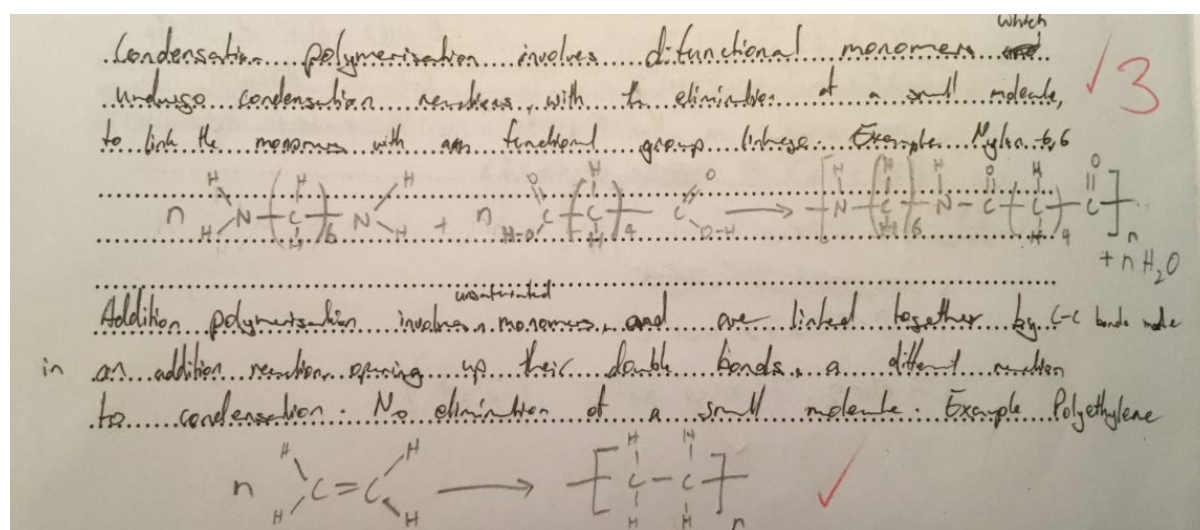 which
Condensation polymerisation involves difunctional monomers and
undergo condensation reactions, with the elimination of a small molecule, ✓3
to link the monomers with a functional group linkage. Example Nylon-6,6
n H H N ( H C H )6 N H H + n O H-O C ( H C H )4 C O O-H → [ H N ( H C H )6 H N O C ( H C H )4 O C ]n
+ n H2O
unsaturated
Addition polymerisation involves monomers, and are linked together by C-C bonds made
in an addition reaction, opening up their double bonds, a different reaction
to condensation. No elimination of a small molecule. Example Polyethylene
n H H C=C H H → [ H C H - H C H ]n ✓